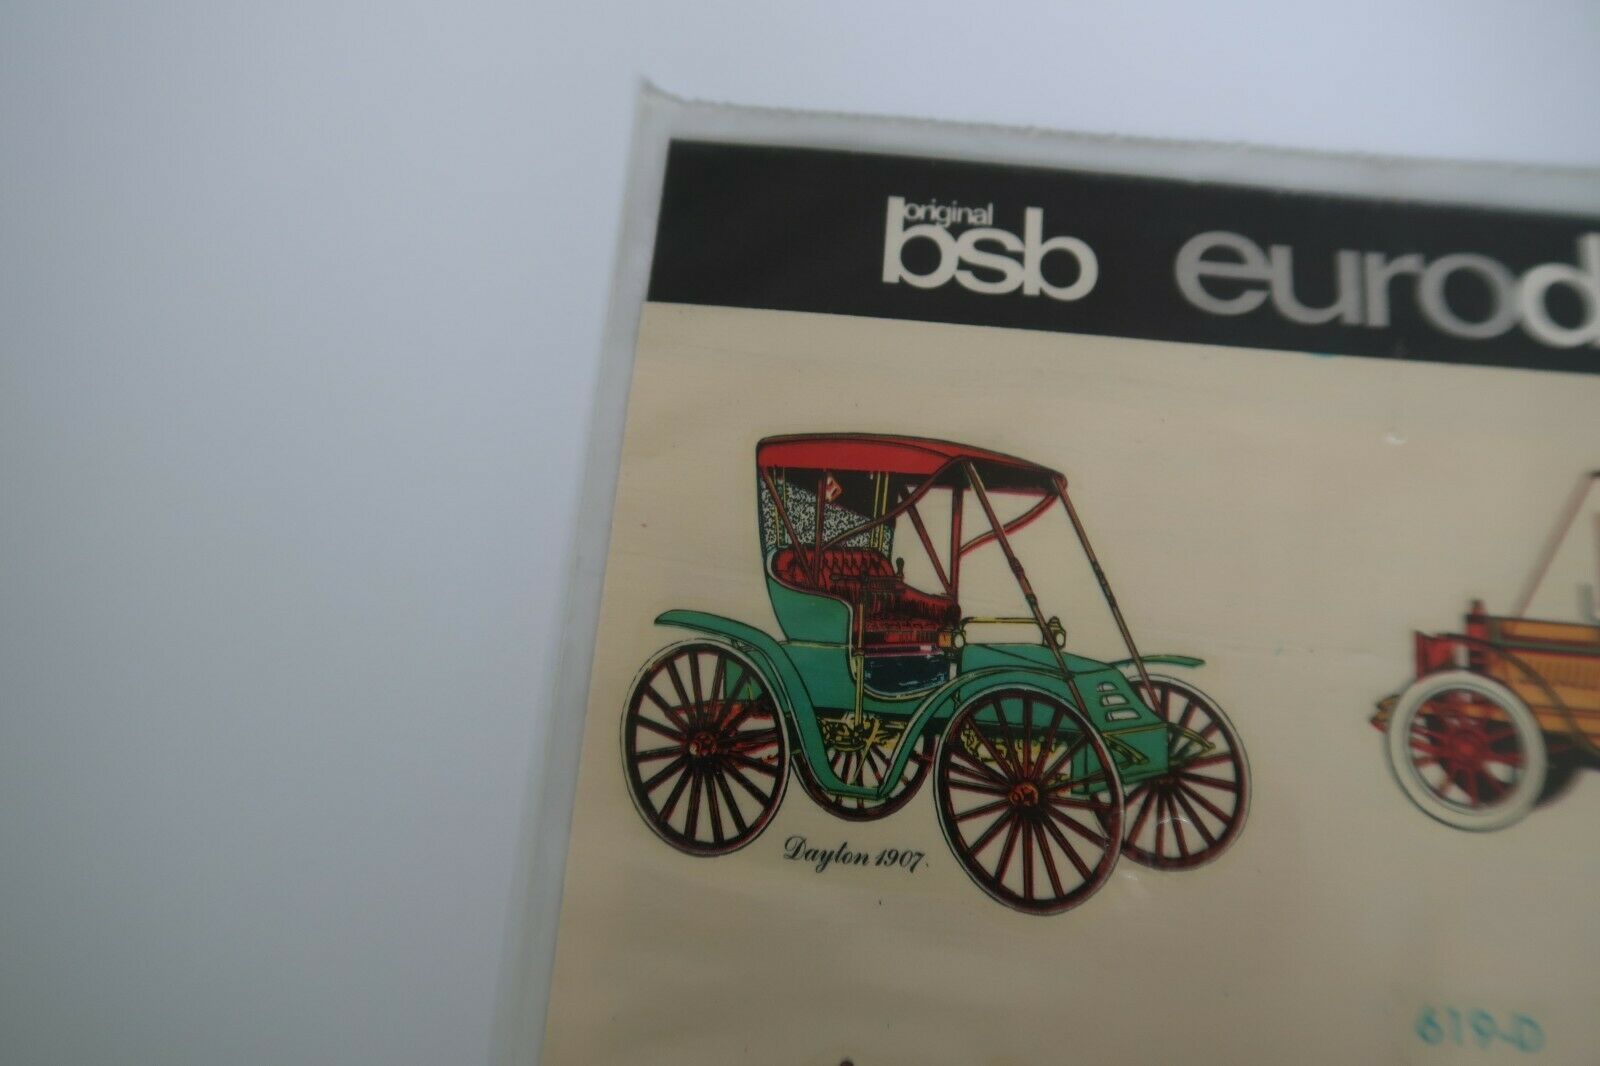 original
bsb eurod
Dayton 1907.
619-D